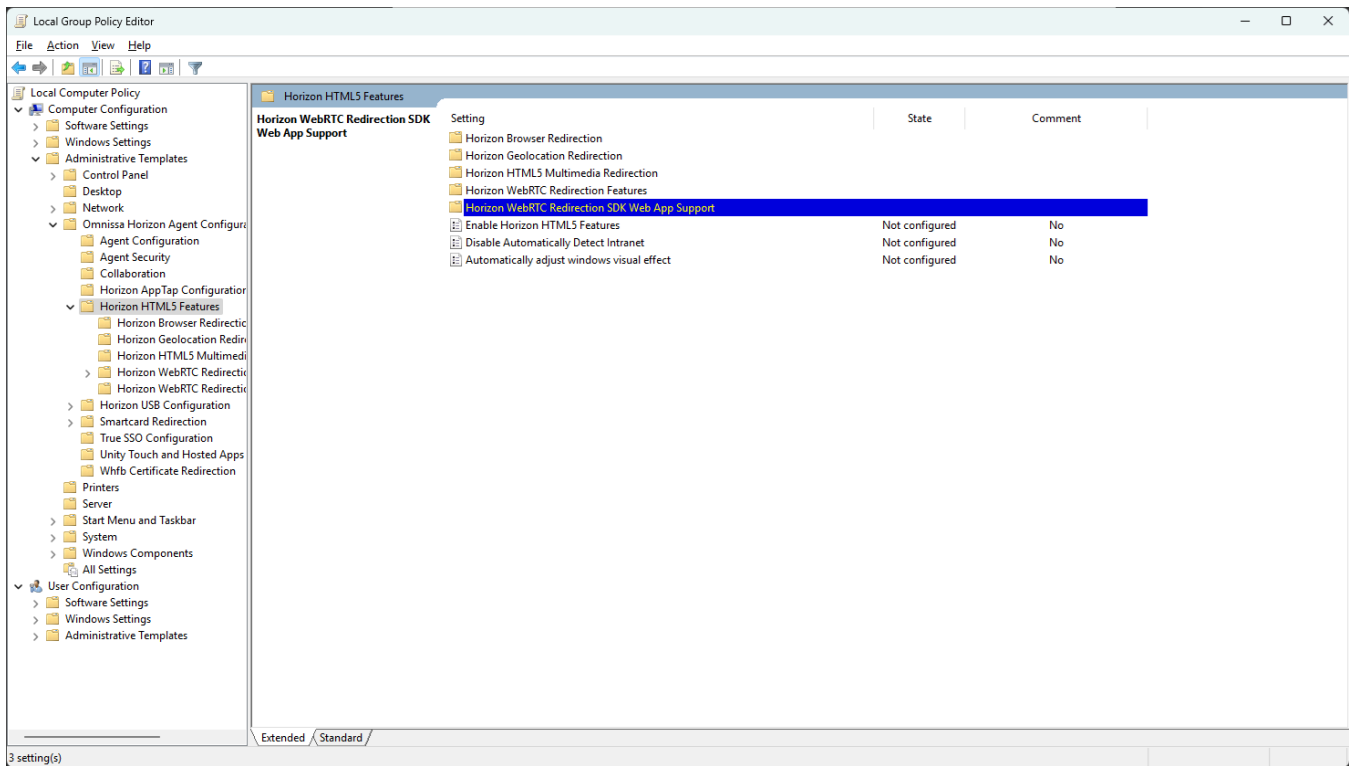 Local Group Policy Editor
File Action View Help
Local Computer Policy
Computer Configuration
Software Settings
Windows Settings
Administrative Templates
Control Panel
Desktop
Network
Omnissa Horizon Agent Configura
Agent Configuration
Agent Security
Collaboration
Horizon AppTap Configuration
Horizon HTML5 Features
Horizon Browser Redirectic
Horizon Geolocation Redire
Horizon HTML5 Multimedi
Horizon WebRTC Redirectic
Horizon WebRTC Redirectic
Horizon USB Configuration
Smartcard Redirection
True SSO Configuration
Unity Touch and Hosted Apps
Whfb Certificate Redirection
Printers
Server
Start Menu and Taskbar
System
Windows Components
All Settings
User Configuration
Software Settings
Windows Settings
Administrative Templates
Horizon HTML5 Features
Horizon WebRTC Redirection SDK
Web App Support
Setting State Comment
Horizon Browser Redirection
Horizon Geolocation Redirection
Horizon HTML5 Multimedia Redirection
Horizon WebRTC Redirection Features
Horizon WebRTC Redirection SDK Web App Support
Enable Horizon HTML5 Features Not configured No
Disable Automatically Detect Intranet Not configured No
Automatically adjust windows visual effect Not configured No
Extended Standard
3 setting(s)